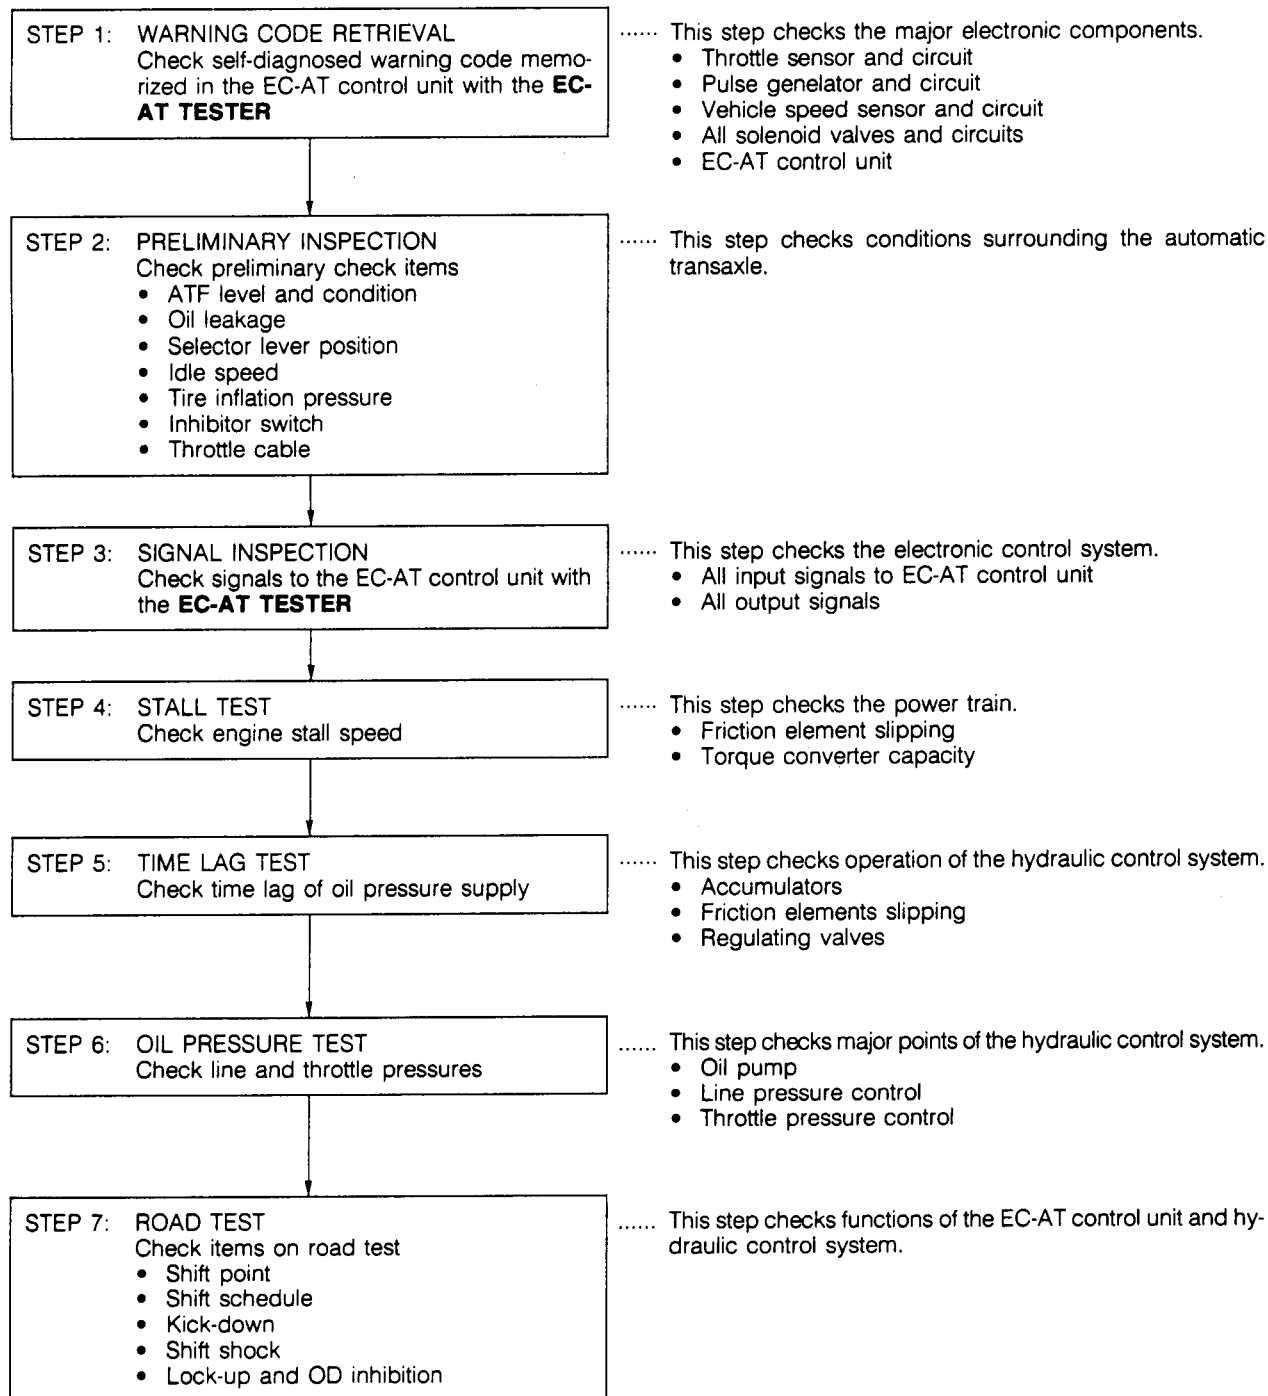 STEP 1: WARNING CODE RETRIEVAL
Check self-diagnosed warning code memo-
rized in the EC-AT control unit with the EC-
AT TESTER
...... This step checks the major electronic components.
• Throttle sensor and circuit
• Pulse genelator and circuit
• Vehicle speed sensor and circuit
• All solenoid valves and circuits
• EC-AT control unit
STEP 2: PRELIMINARY INSPECTION
Check preliminary check items
• ATF level and condition
• Oil leakage
• Selector lever position
• Idle speed
• Tire inflation pressure
• Inhibitor switch
• Throttle cable
...... This step checks conditions surrounding the automatic
transaxle.
STEP 3: SIGNAL INSPECTION
Check signals to the EC-AT control unit with
the EC-AT TESTER
...... This step checks the electronic control system.
• All input signals to EC-AT control unit
• All output signals
STEP 4: STALL TEST
Check engine stall speed
...... This step checks the power train.
• Friction element slipping
• Torque converter capacity
STEP 5: TIME LAG TEST
Check time lag of oil pressure supply
...... This step checks operation of the hydraulic control system.
• Accumulators
• Friction elements slipping
• Regulating valves
STEP 6: OIL PRESSURE TEST
Check line and throttle pressures
...... This step checks major points of the hydraulic control system.
• Oil pump
• Line pressure control
• Throttle pressure control
STEP 7: ROAD TEST
Check items on road test
• Shift point
• Shift schedule
• Kick-down
• Shift shock
• Lock-up and OD inhibition
...... This step checks functions of the EC-AT control unit and hy-
draulic control system.